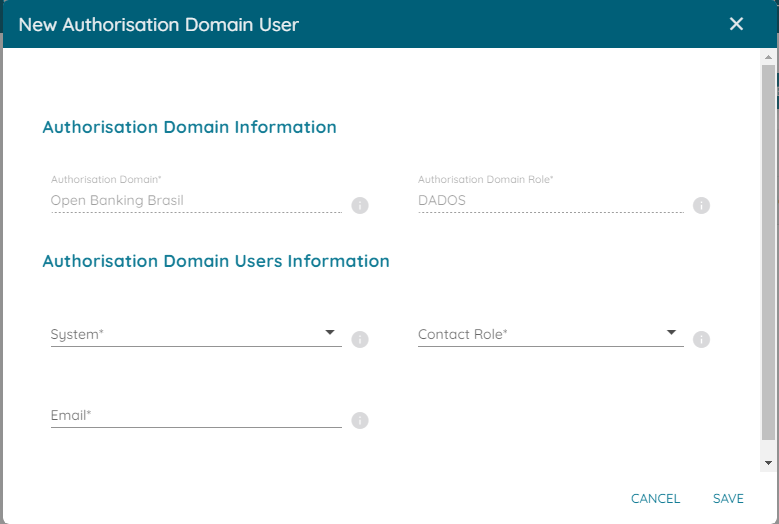 New Authorisation Domain User
Authorisation Domain Information
Authorisation Domain*
Authorisation Domain Role*
Open Banking Brasil
DADOS
Authorisation Domain Users Information
System*
Contact Role*
Email*
CANCEL
SAVE